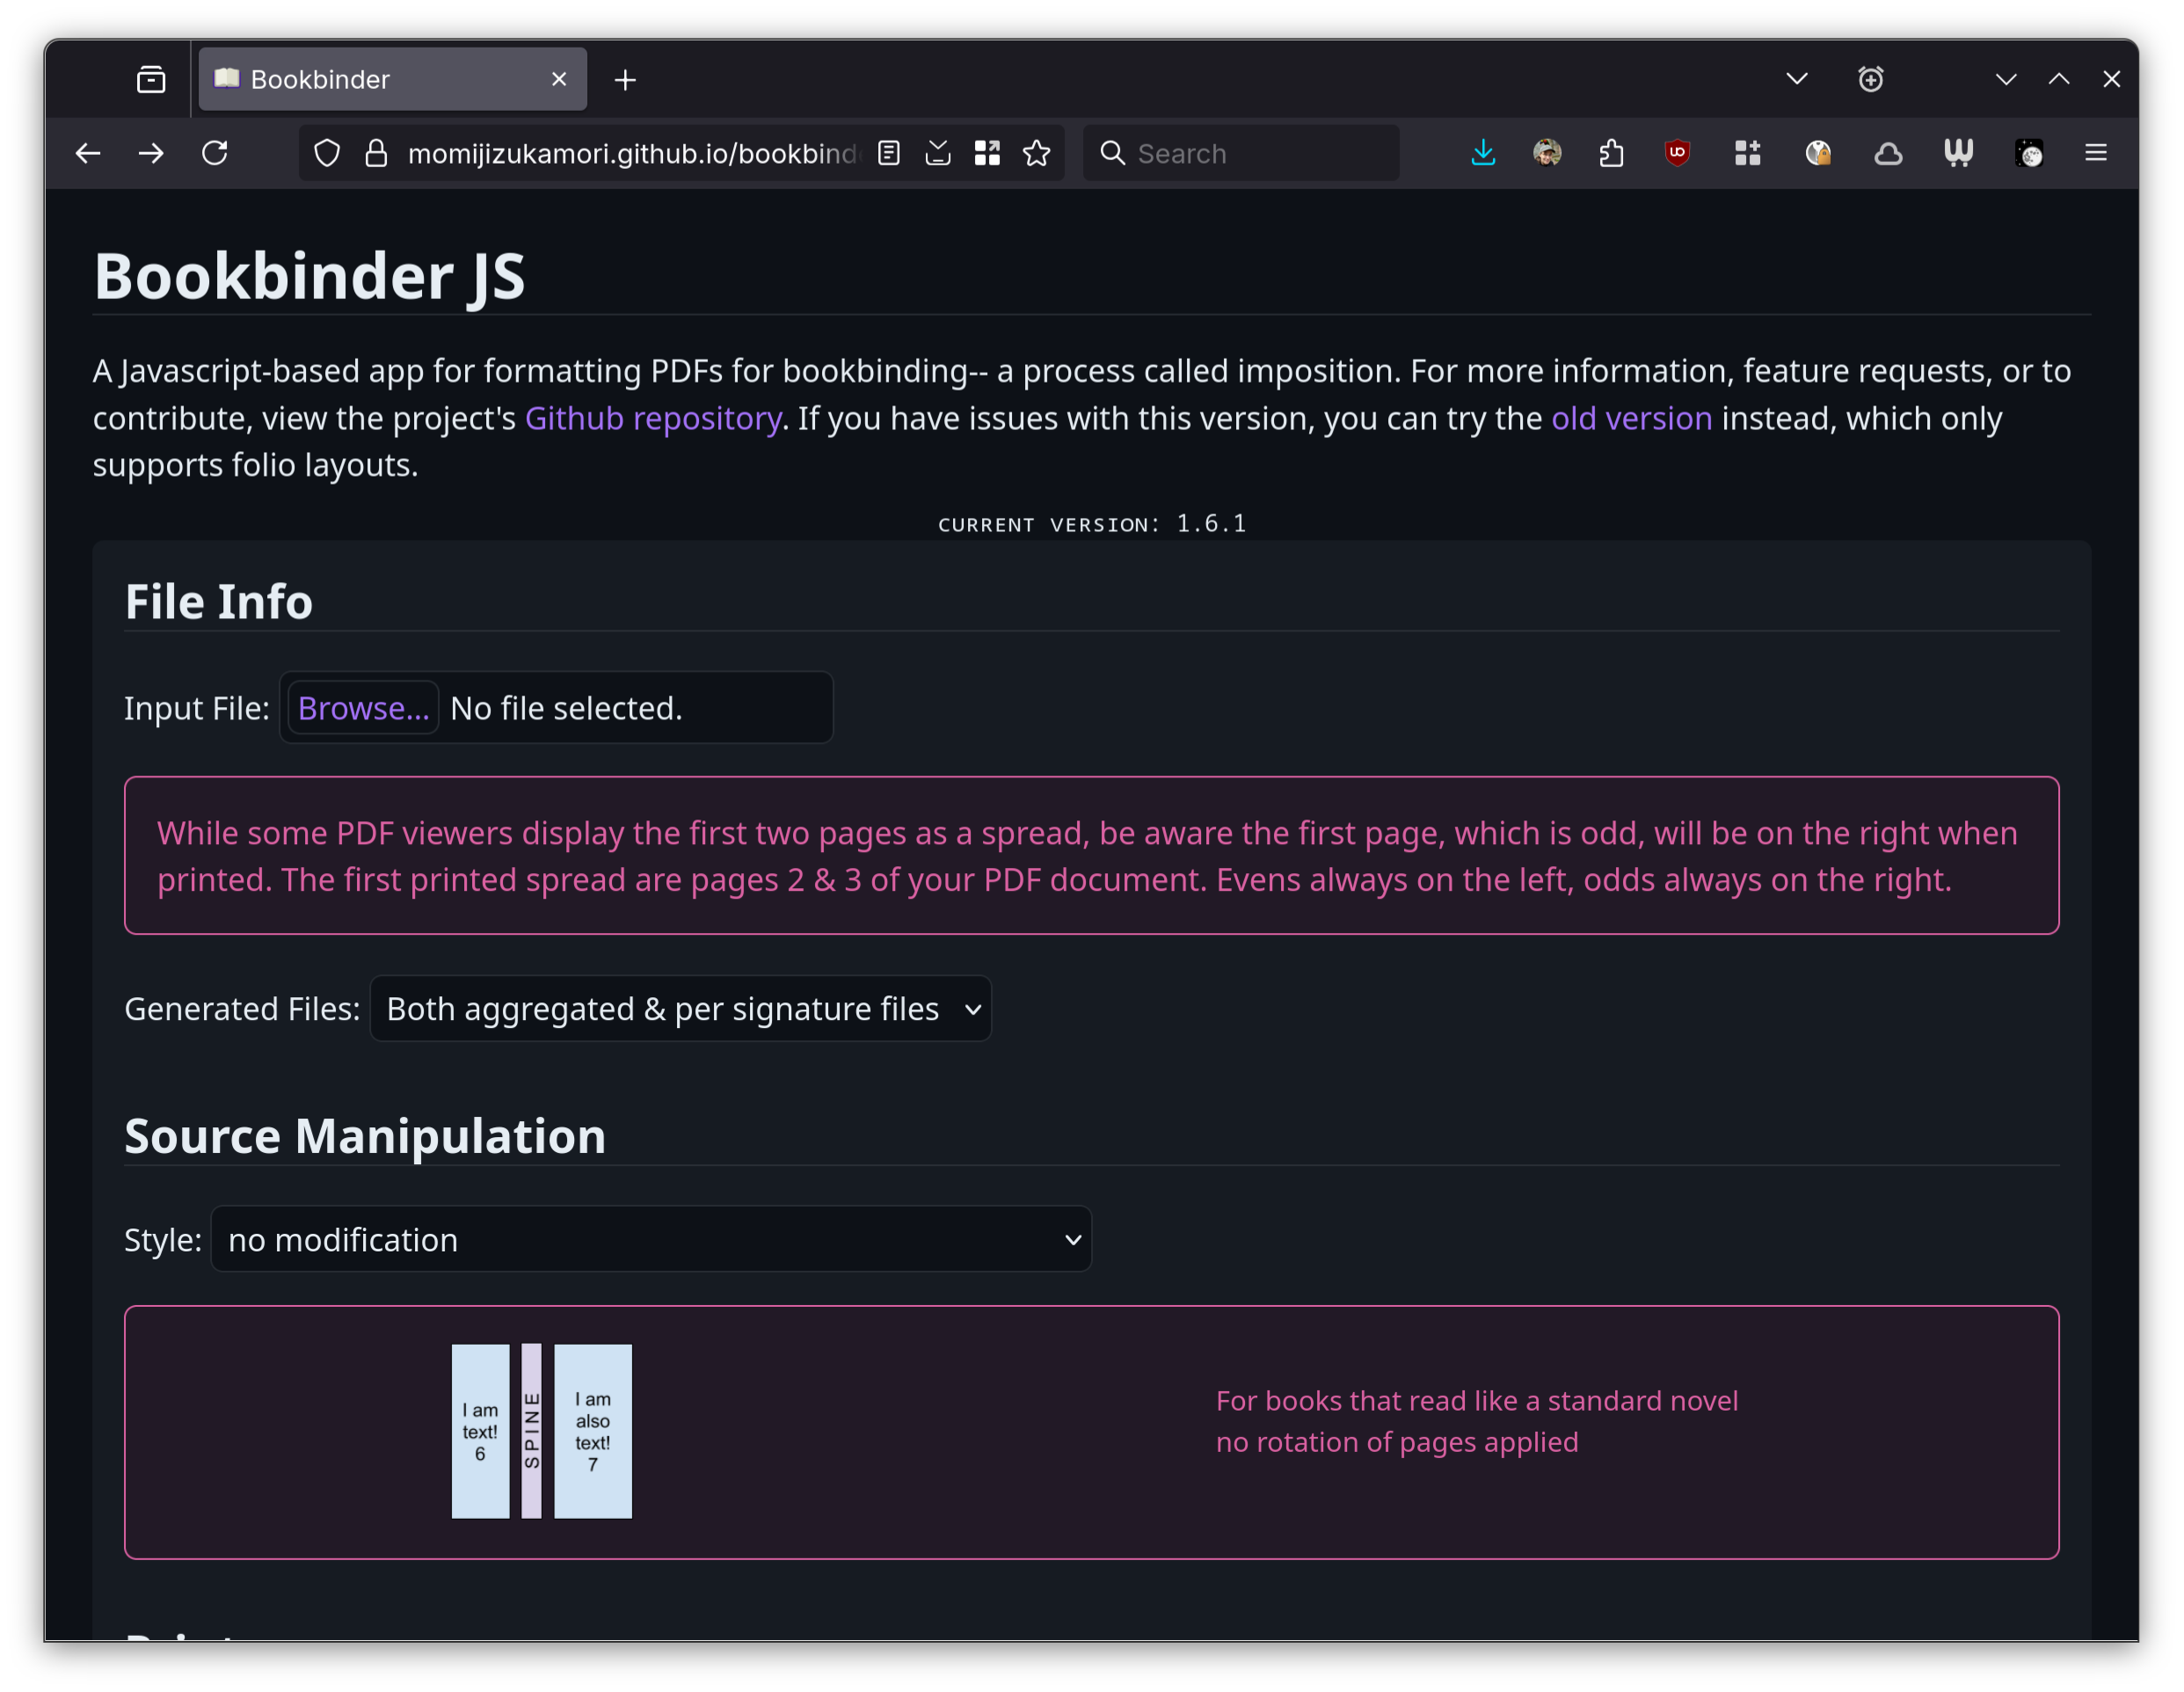 Bookbinder
momijizukamori.github.io/bookbind
Search
Bookbinder JS
A Javascript-based app for formatting PDFs for bookbinding-- a process called imposition. For more information, feature requests, or to
contribute, view the project's Github repository. If you have issues with this version, you can try the old version instead, which only
supports folio layouts.
CURRENT VERSION: 1.6.1
File Info
Input File: Browse... No file selected.
While some PDF viewers display the first two pages as a spread, be aware the first page, which is odd, will be on the right when
printed. The first printed spread are pages 2 & 3 of your PDF document. Evens always on the left, odds always on the right.
Generated Files: Both aggregated & per signature files
Source Manipulation
Style: no modification
I am
text!
6
SPINE
I am
also
text!
7
For books that read like a standard novel
no rotation of pages applied